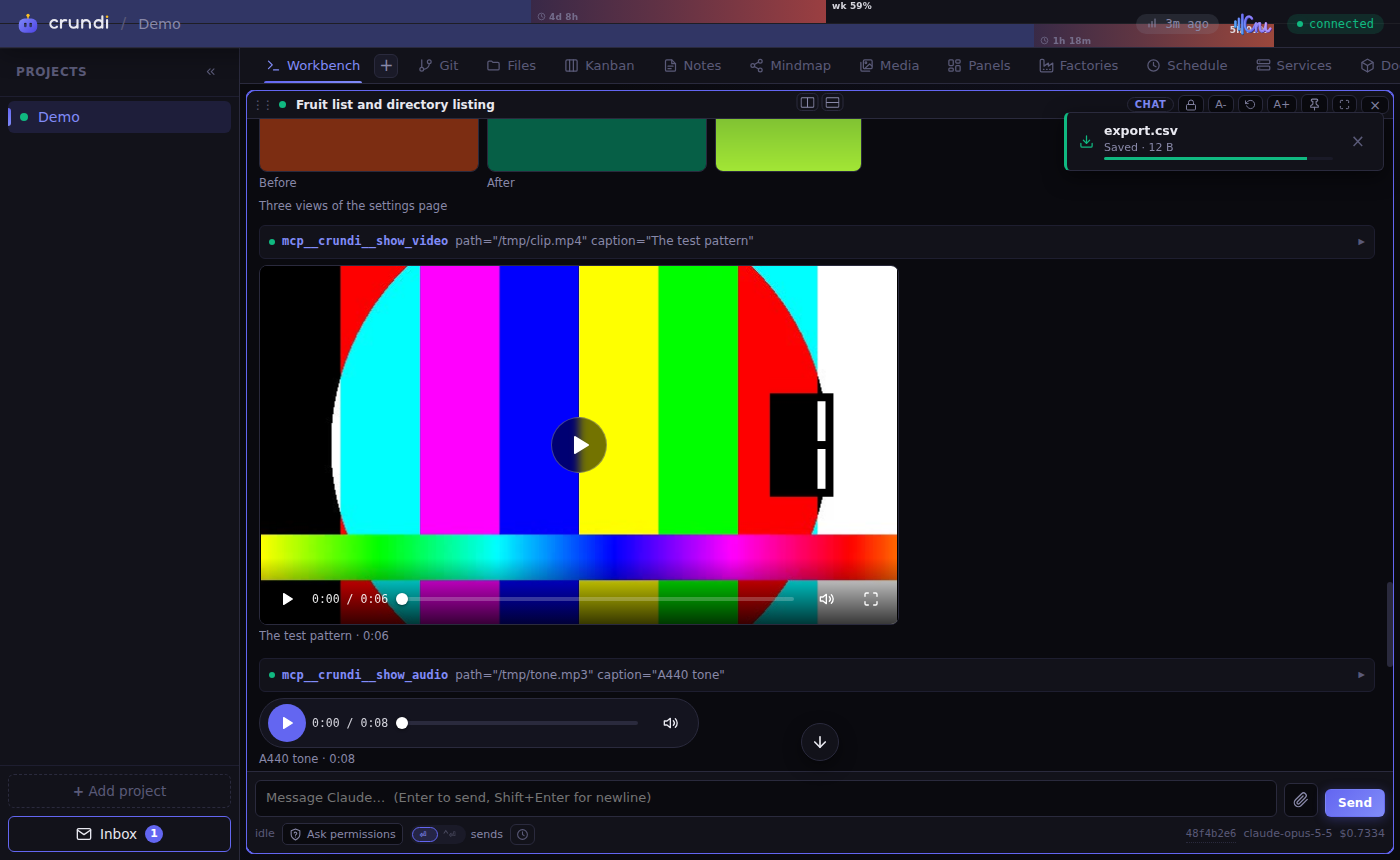 crundi / Demo
4d 8h
wk 59%
1h 18m
3m ago
connected
PROJECTS «
Demo
+ Add project
Inbox 1
Workbench + Git Files Kanban Notes Mindmap Media Panels Factories Schedule Services Do
Fruit list and directory listing
CHAT A- A+
export.csv
Saved · 12 B
Before After
Three views of the settings page
mcp__crundi__show_video path="/tmp/clip.mp4" caption="The test pattern"
0:00 / 0:06
The test pattern · 0:06
mcp__crundi__show_audio path="/tmp/tone.mp3" caption="A440 tone"
0:00 / 0:08
A440 tone · 0:08
Message Claude… (Enter to send, Shift+Enter for newline)
Send
idle Ask permissions sends
48f4b2e6 claude-opus-5-5 $0.7334